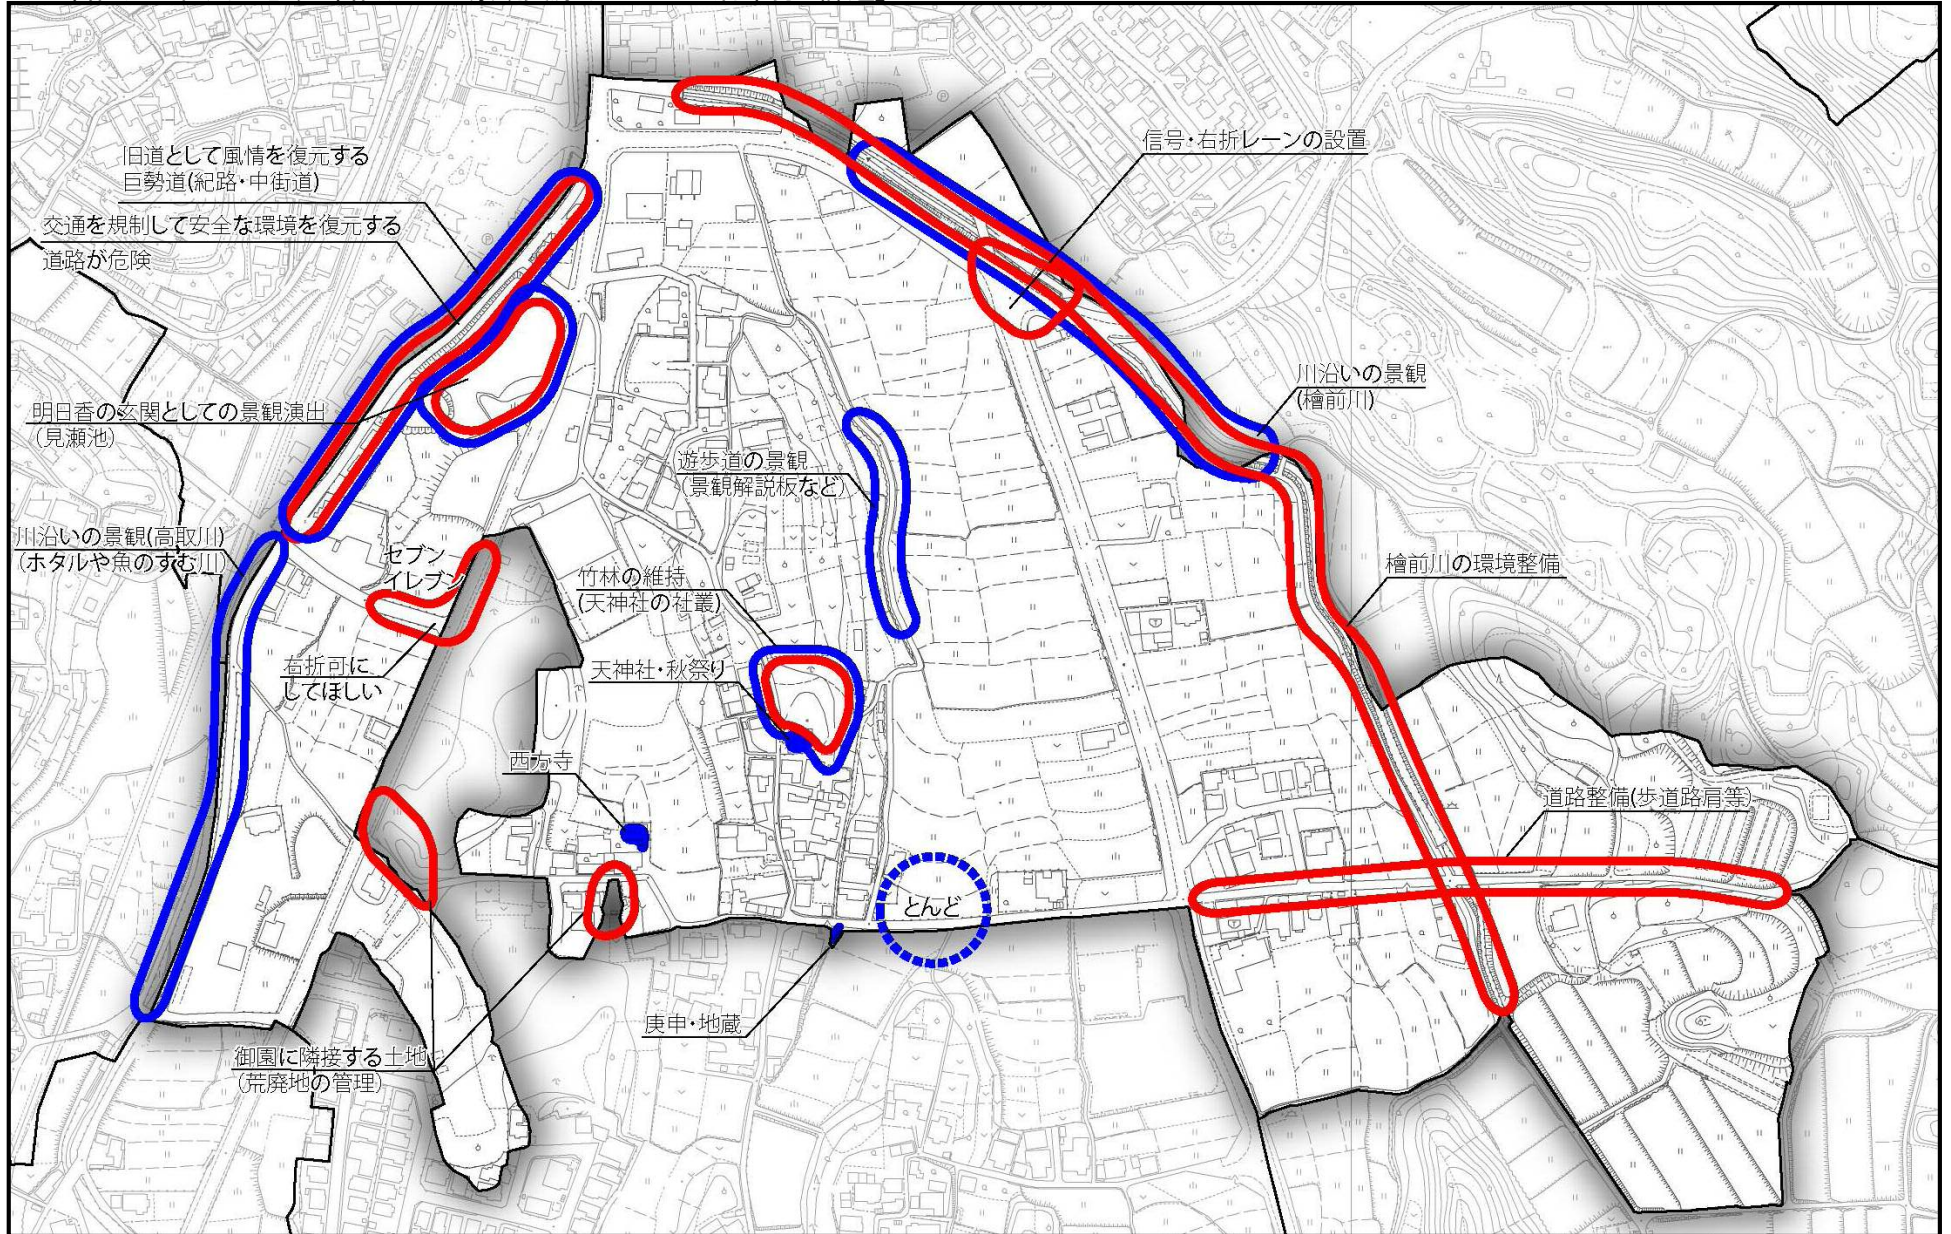 旧道として風情を復元する
巨勢道(紀路・中街道)
交通を規制して安全な環境を復元する
道路が危険
信号・右折レーンの設置
明日香の玄関としての景観演出
(見瀬池)
川沿いの景観
(檜前川)
遊歩道の景観
(景観解説板など)
川沿いの景観(高取川)
(ホタルや魚のすむ川)
セブン
イレブン
竹林の維持
(天神社の社叢)
檜前川の環境整備
右折可に
してほしい
天神社・秋祭り
西方寺
道路整備(歩道路肩等)
とんど
庚申・地蔵
御園に隣接する土地
(荒廃地の管理)